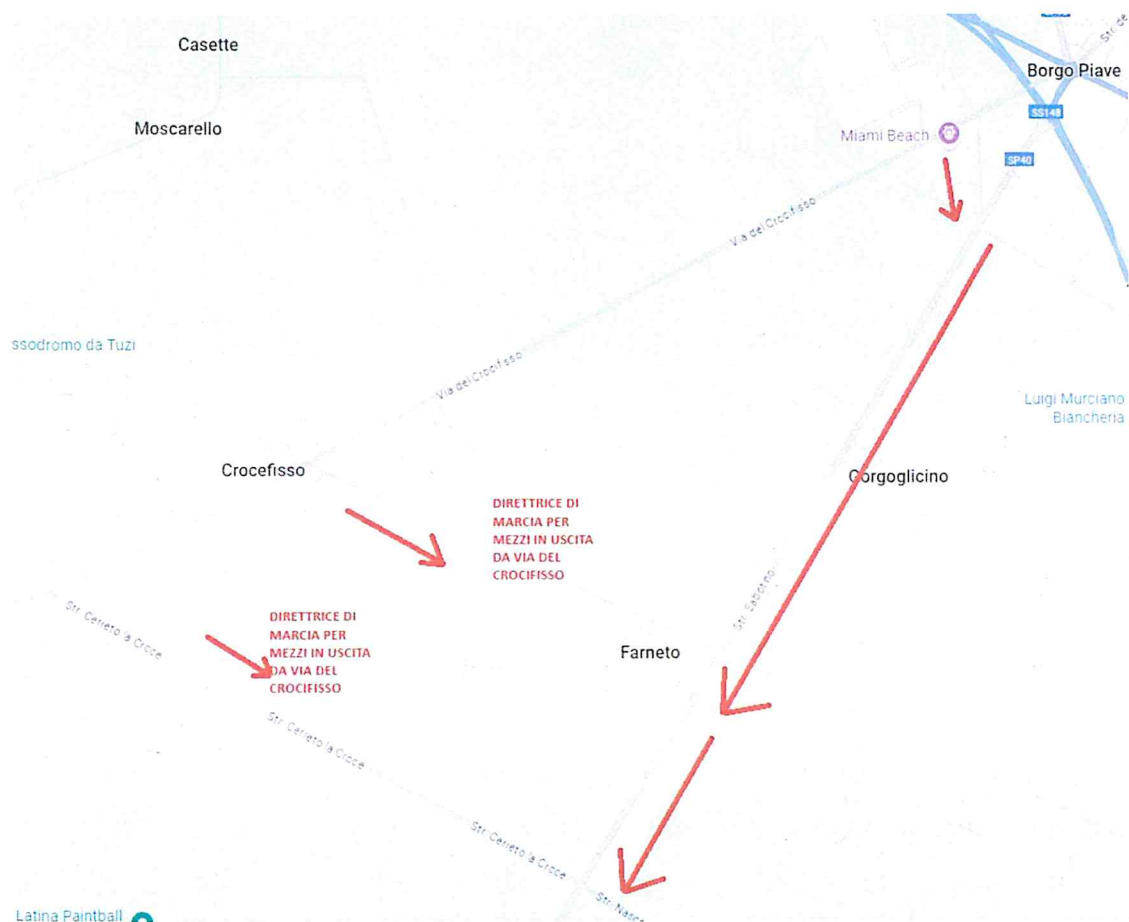 Casette
Borgo Piave
Moscarello
Miami Beach
SS148
SP40
Via del Crocifisso
ssodromo da Tuzi
Via del Crocifisso
Luigi Murciano
Biancheria
Crocefisso
Gorgoglicino
DIRETTRICE DI
MARCIA PER
MEZZI IN USCITA
DA VIA DEL
CROCIFISSO
Str. Sabotino
Str. Cerreto la Croce
DIRETTRICE DI
MARCIA PER
MEZZI IN USCITA
DA VIA DEL
CROCIFISSO
Farneto
Str. Cerreto la Croce
Str. Cerreto la Croce
Str. Nasc
Latina Paintball